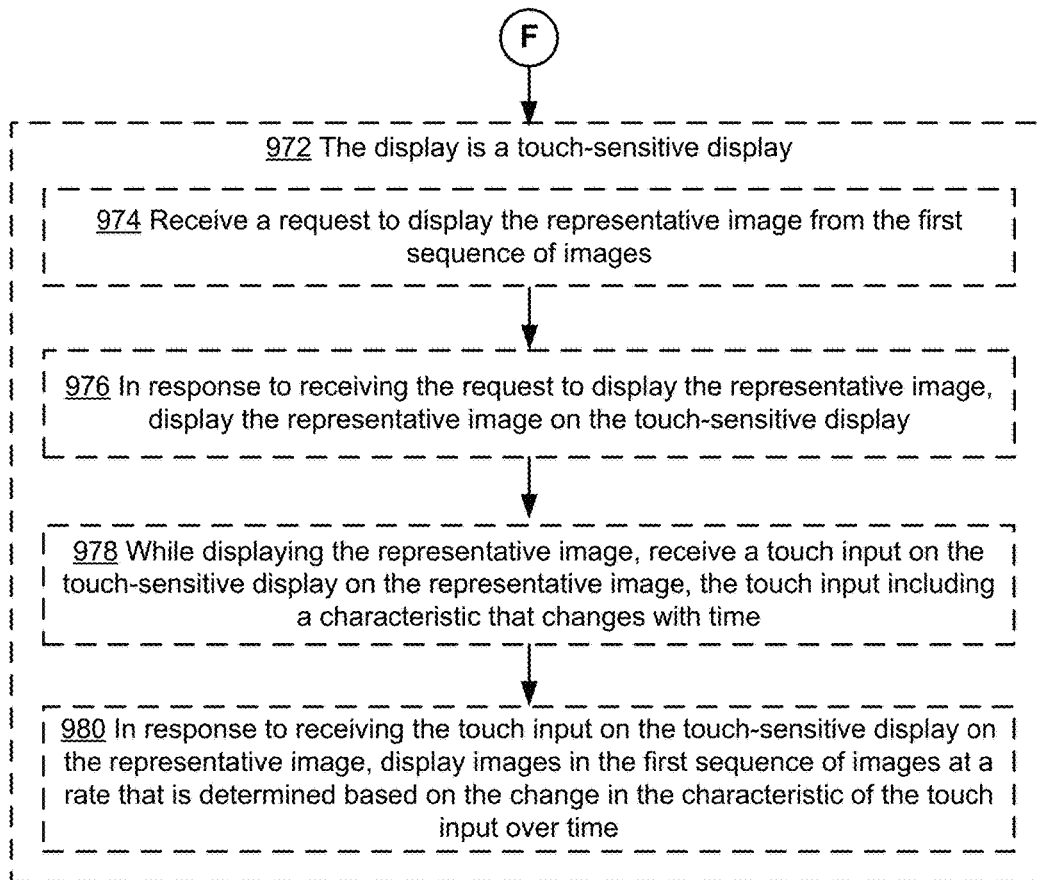 F
972 The display is a touch-sensitive display
974 Receive a request to display the representative image from the first
sequence of images
976 In response to receiving the request to display the representative image,
display the representative image on the touch-sensitive display
978 While displaying the representative image, receive a touch input on the
touch-sensitive display on the representative image, the touch input including
a characteristic that changes with time
980 In response to receiving the touch input on the touch-sensitive display on
the representative image, display images in the first sequence of images at a
rate that is determined based on the change in the characteristic of the touch
input over time